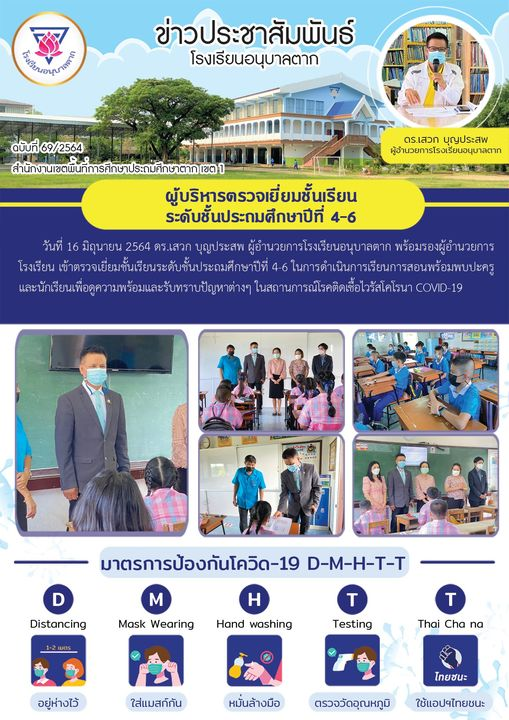 โรงเรียนอนุบาลตาก
ข่าวประชาสัมพันธ์
โรงเรียนอนุบาลตาก
ดร.เสวก บุญประสพ
ผู้อำนวยการโรงเรียนอนุบาลตาก
ฉบับที่ 69/2564
สำนักงานเขตพื้นที่การศึกษาประถมศึกษาตาก เขต 1
ผู้บริหารตรวจเยี่ยมชั้นเรียน
ระดับชั้นประถมศึกษาปีที่ 4-6
วันที่ 16 มิถุนายน 2564 ดร.เสวก บุญประสพ ผู้อำนวยการโรงเรียนอนุบาลตาก พร้อมรองผู้อำนวยการ
โรงเรียน เข้าตรวจเยี่ยมชั้นเรียนระดับชั้นประถมศึกษาปีที่ 4-6 ในการดำเนินการเรียนการสอนพร้อมพบปะครู
และนักเรียนเพื่อดูความพร้อมและรับทราบปัญหาต่างๆ ในสถานการณ์โรคติดเชื้อไวรัสโคโรนา COVID-19
มาตรการป้องกันโควิด-19 D-M-H-T-T
D M H T T
Distancing Mask Wearing Hand washing Testing Thai Cha na
1-2 เมตร
ไทยชนะ
อยู่ห่างไว้ ใส่แมสก์กัน หมั่นล้างมือ ตรวจวัดอุณหภูมิ ใช้แอปฯไทยชนะ